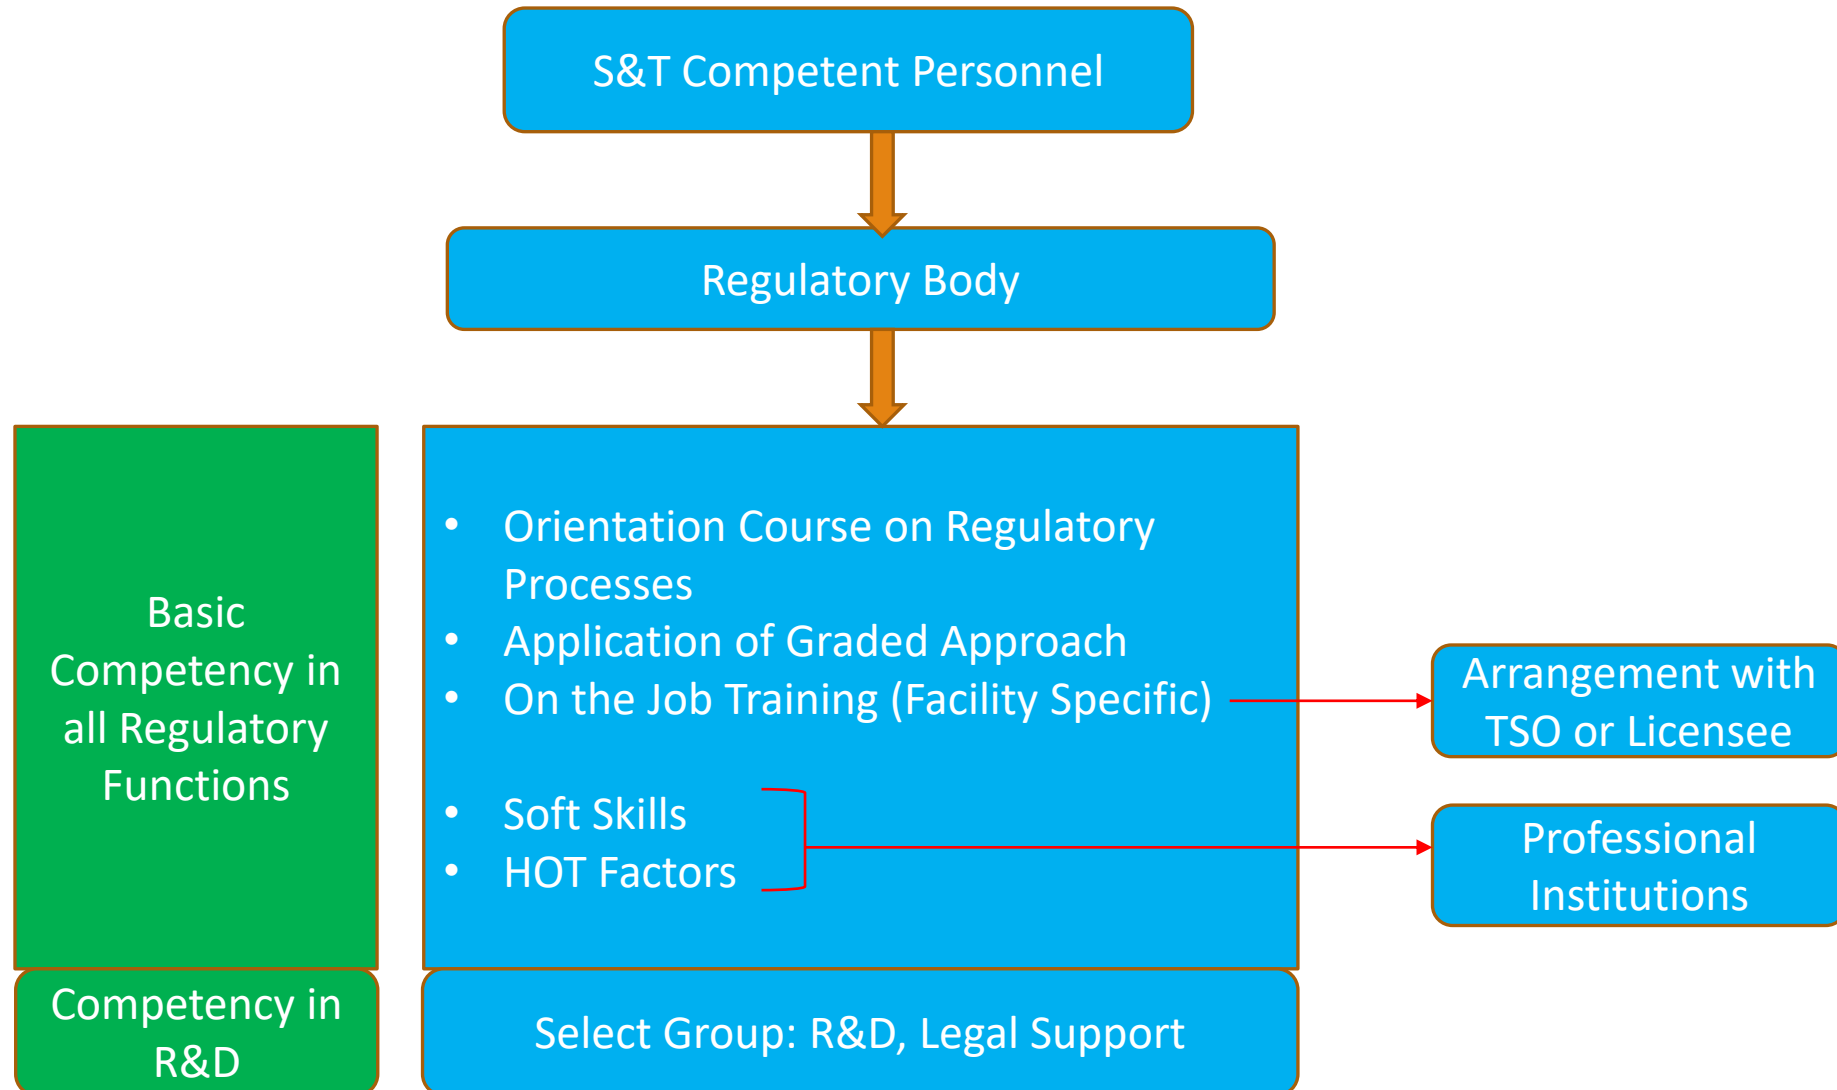 S&T Competent Personnel
Regulatory Body
Basic
Competency in
all Regulatory
Functions
• Orientation Course on Regulatory
Processes
• Application of Graded Approach
• On the Job Training (Facility Specific)
• Soft Skills
• HOT Factors
Arrangement with
TSO or Licensee
Professional
Institutions
Competency in
R&D
Select Group: R&D, Legal Support